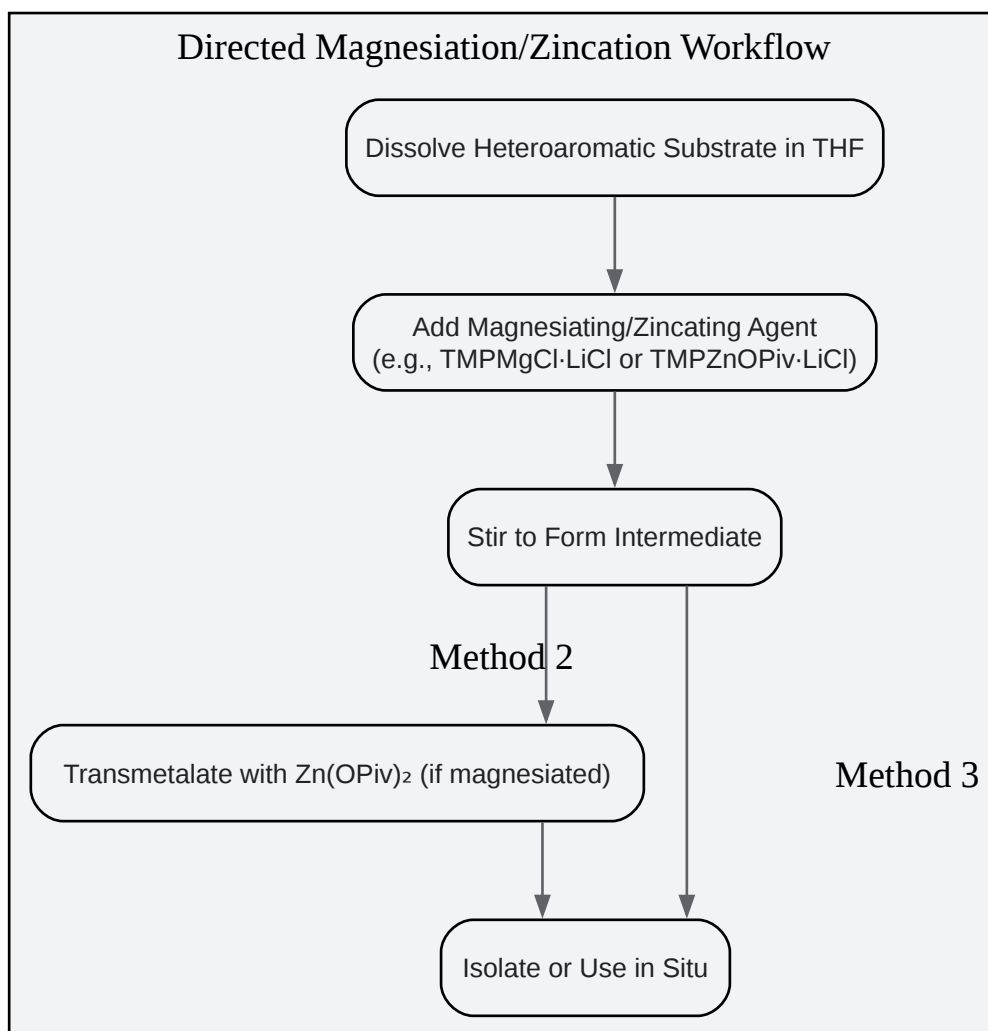 Directed Magnesiation/Zincation Workflow
Dissolve Heteroaromatic Substrate in THF
Add Magnesiating/Zincating Agent
(e.g., TMPMgCl·LiCl or TMPZnOPiv·LiCl)
Stir to Form Intermediate
Method 2
Transmetalate with Zn(OPiv)₂ (if magnesiated)
Method 3
Isolate or Use in Situ